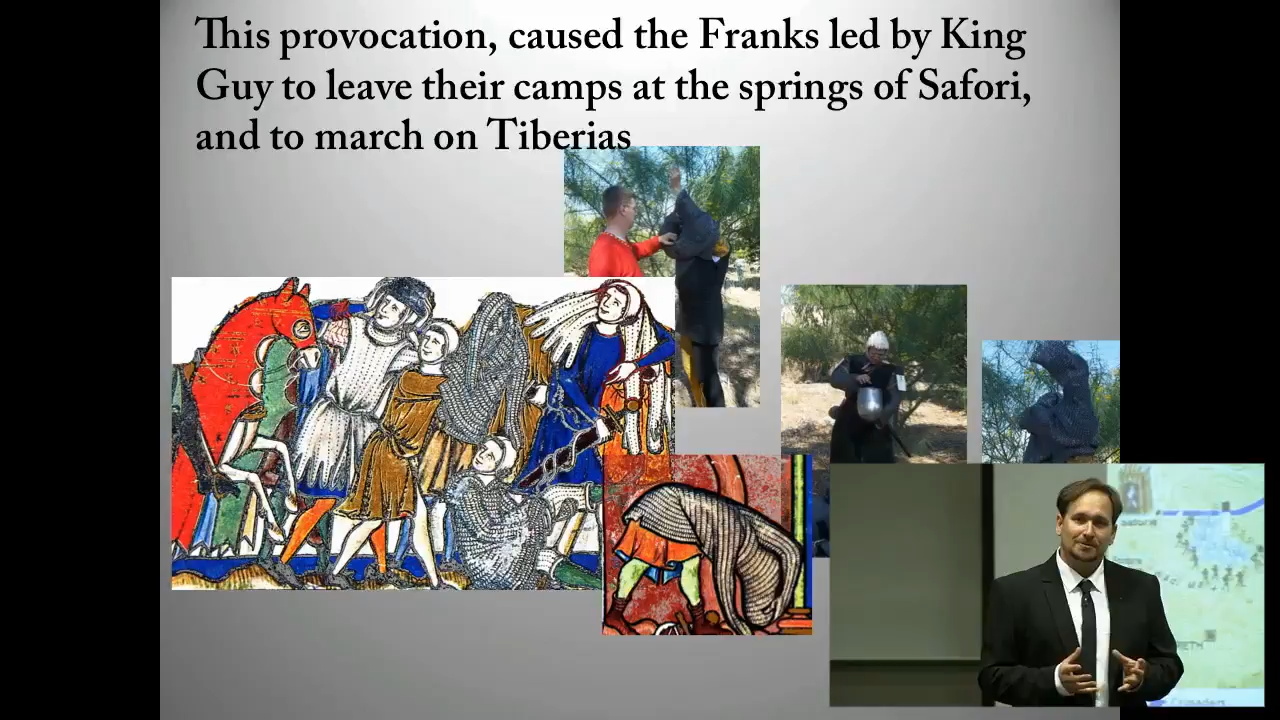 This provocation, caused the Franks led by King
Guy to leave their camps at the springs of Safori,
and to march on Tiberias
Crusaders